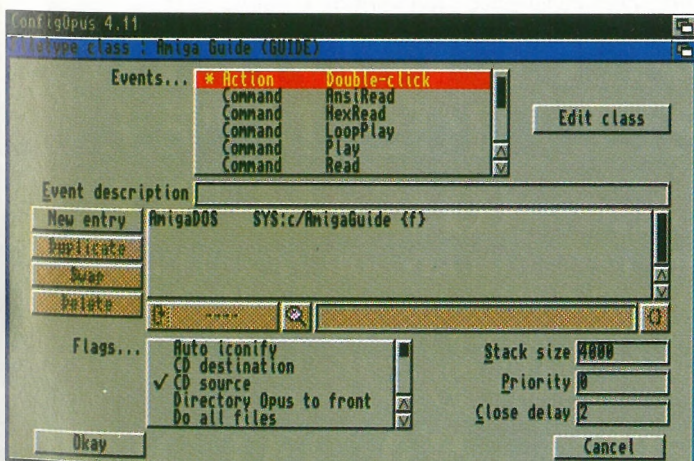 ConfigOpus 4.11
Filetype class : Amiga Guide (GUIDE)
Events...
* Action Double-click
Command AnsiRead
Command HexRead
Command LoopPlay
Command Play
Command Read
Edit class
Event description
New entry
Duplicate
Swap
Delete
AmigaDOS SYS:c/AmigaGuide {f}
----
{}
Flags...
Auto iconify
CD destination
✓ CD source
Directory Opus to front
Do all files
Stack size 4000
Priority 0
Close delay 2
Okay
Cancel